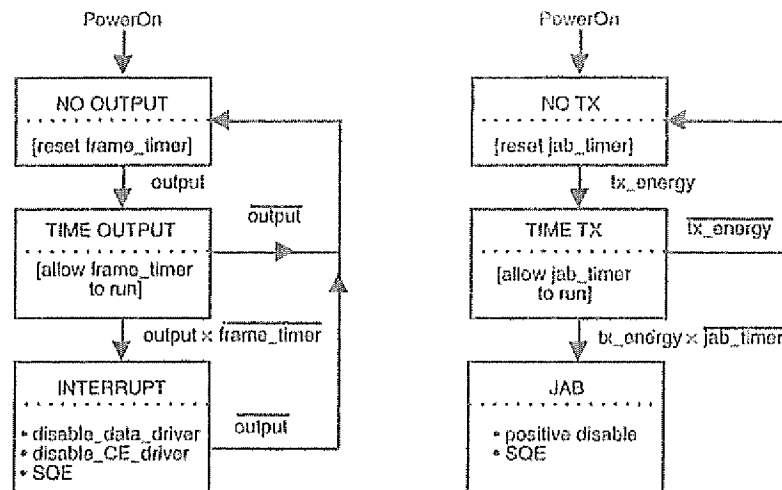 PowerOn
NO OUTPUT
[reset frame_timer]
output
output
TIME OUTPUT
[allow frame_timer
to run]
output × frame_timer
INTERRUPT
• disable_data_driver
• disable_CE_driver
• SQE
output
PowerOn
NO TX
[reset jab_timer]
tx_energy
tx_energy
TIME TX
[allow jab_timer
to run]
tx_energy × jab_timer
JAB
• positive disable
• SQE